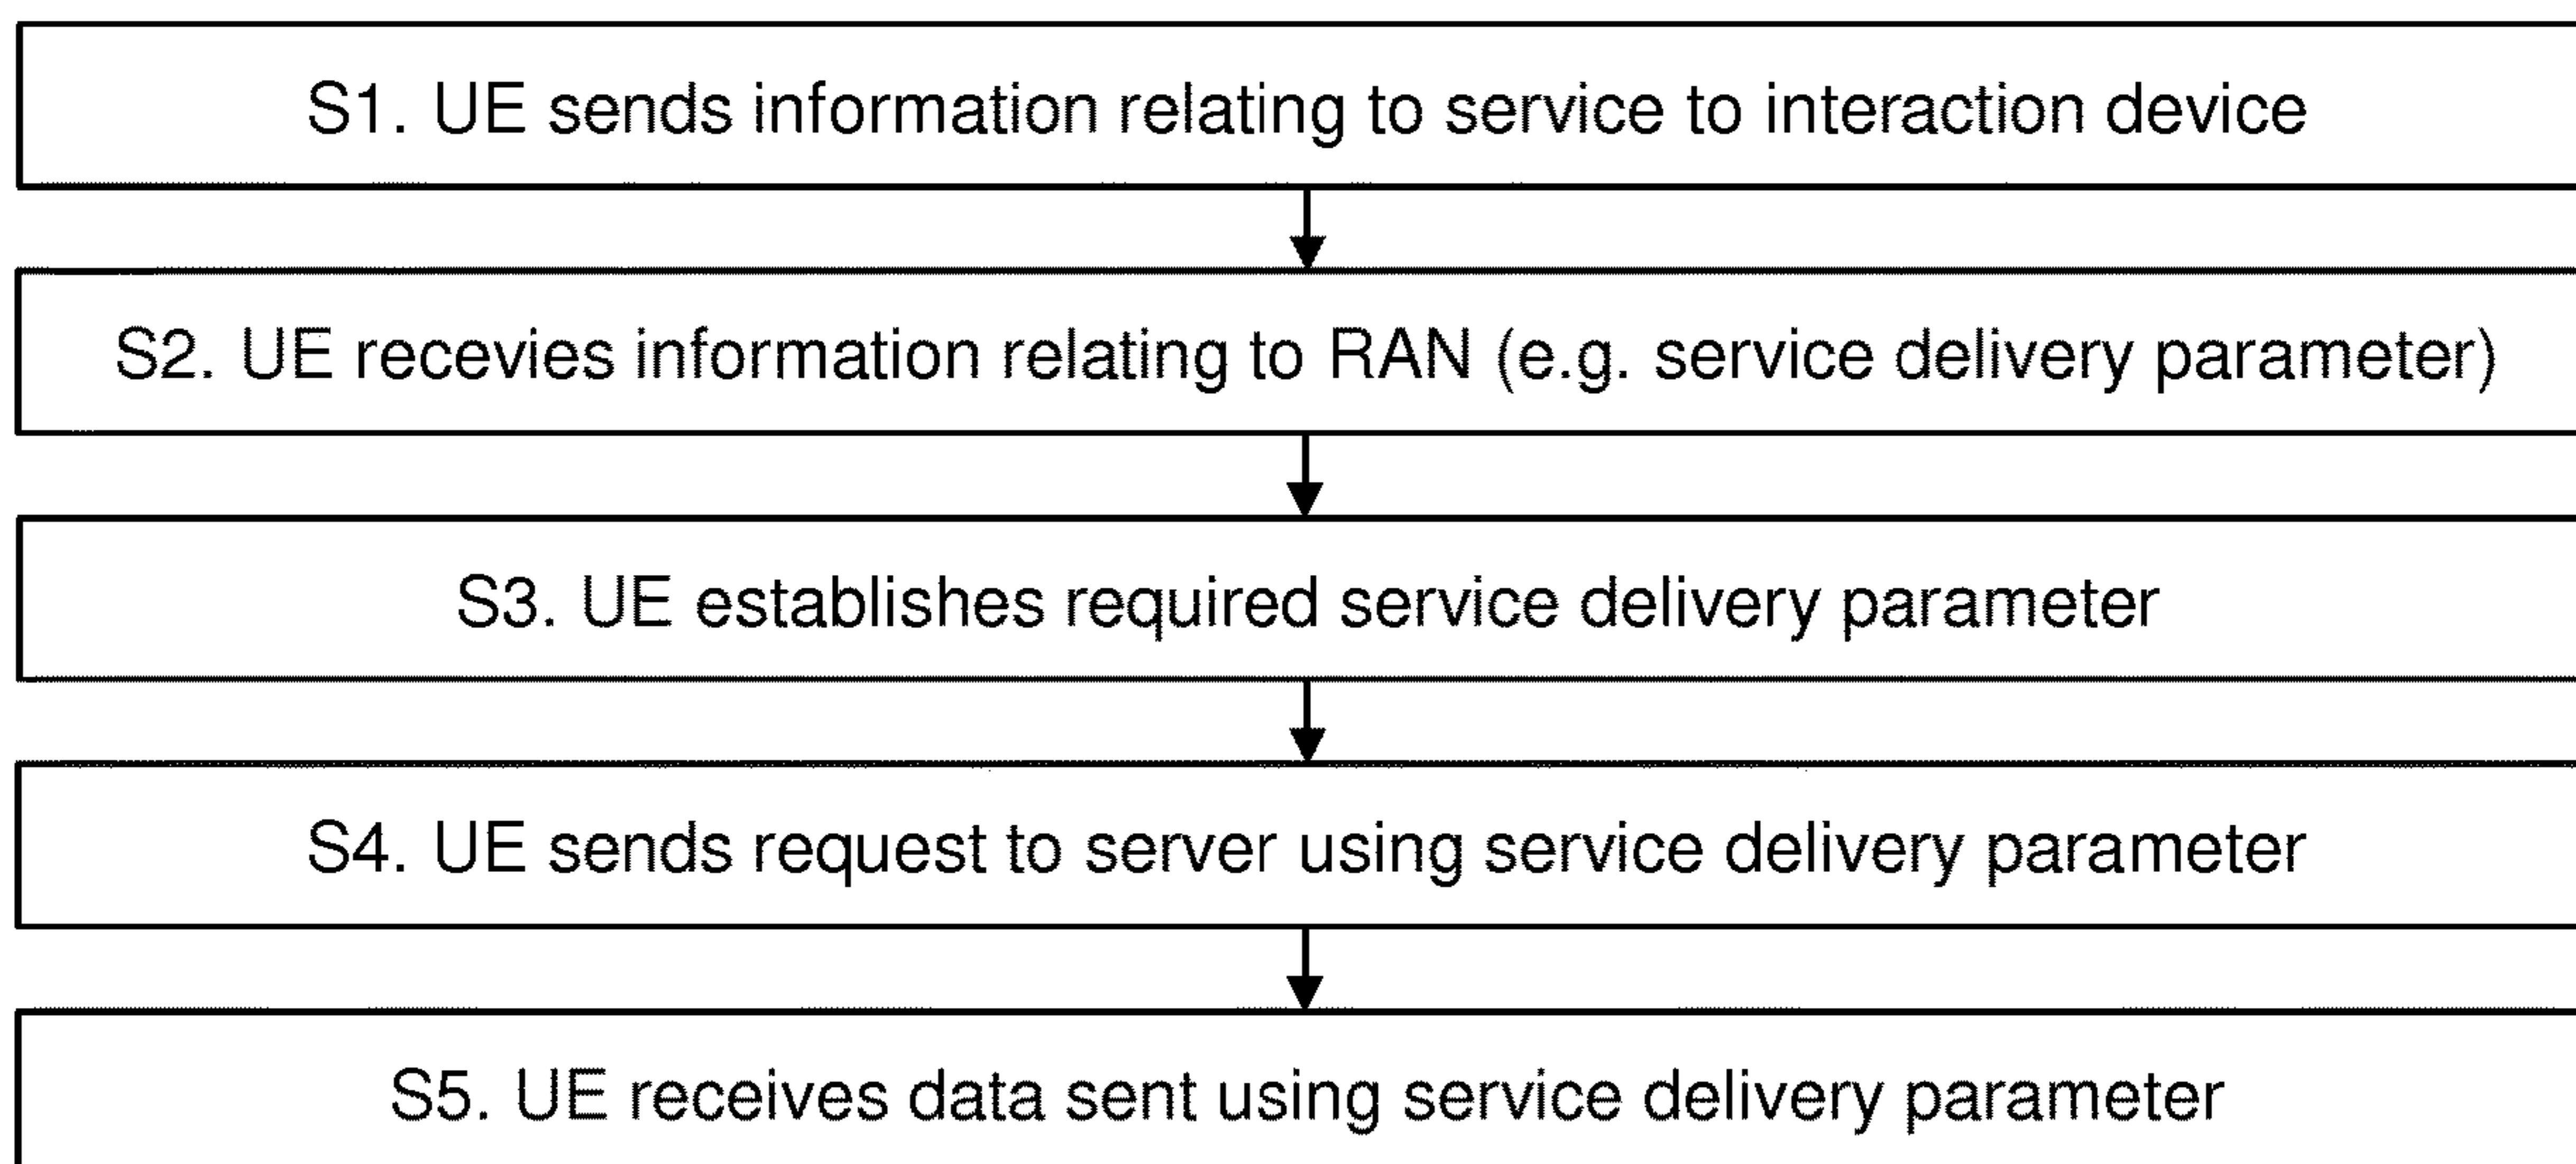 S1. UE sends information relating to service to interaction device
S2. UE recevies information relating to RAN (e.g. service delivery parameter)
S3. UE establishes required service delivery parameter
S4. UE sends request to server using service delivery parameter
S5. UE receives data sent using service delivery parameter